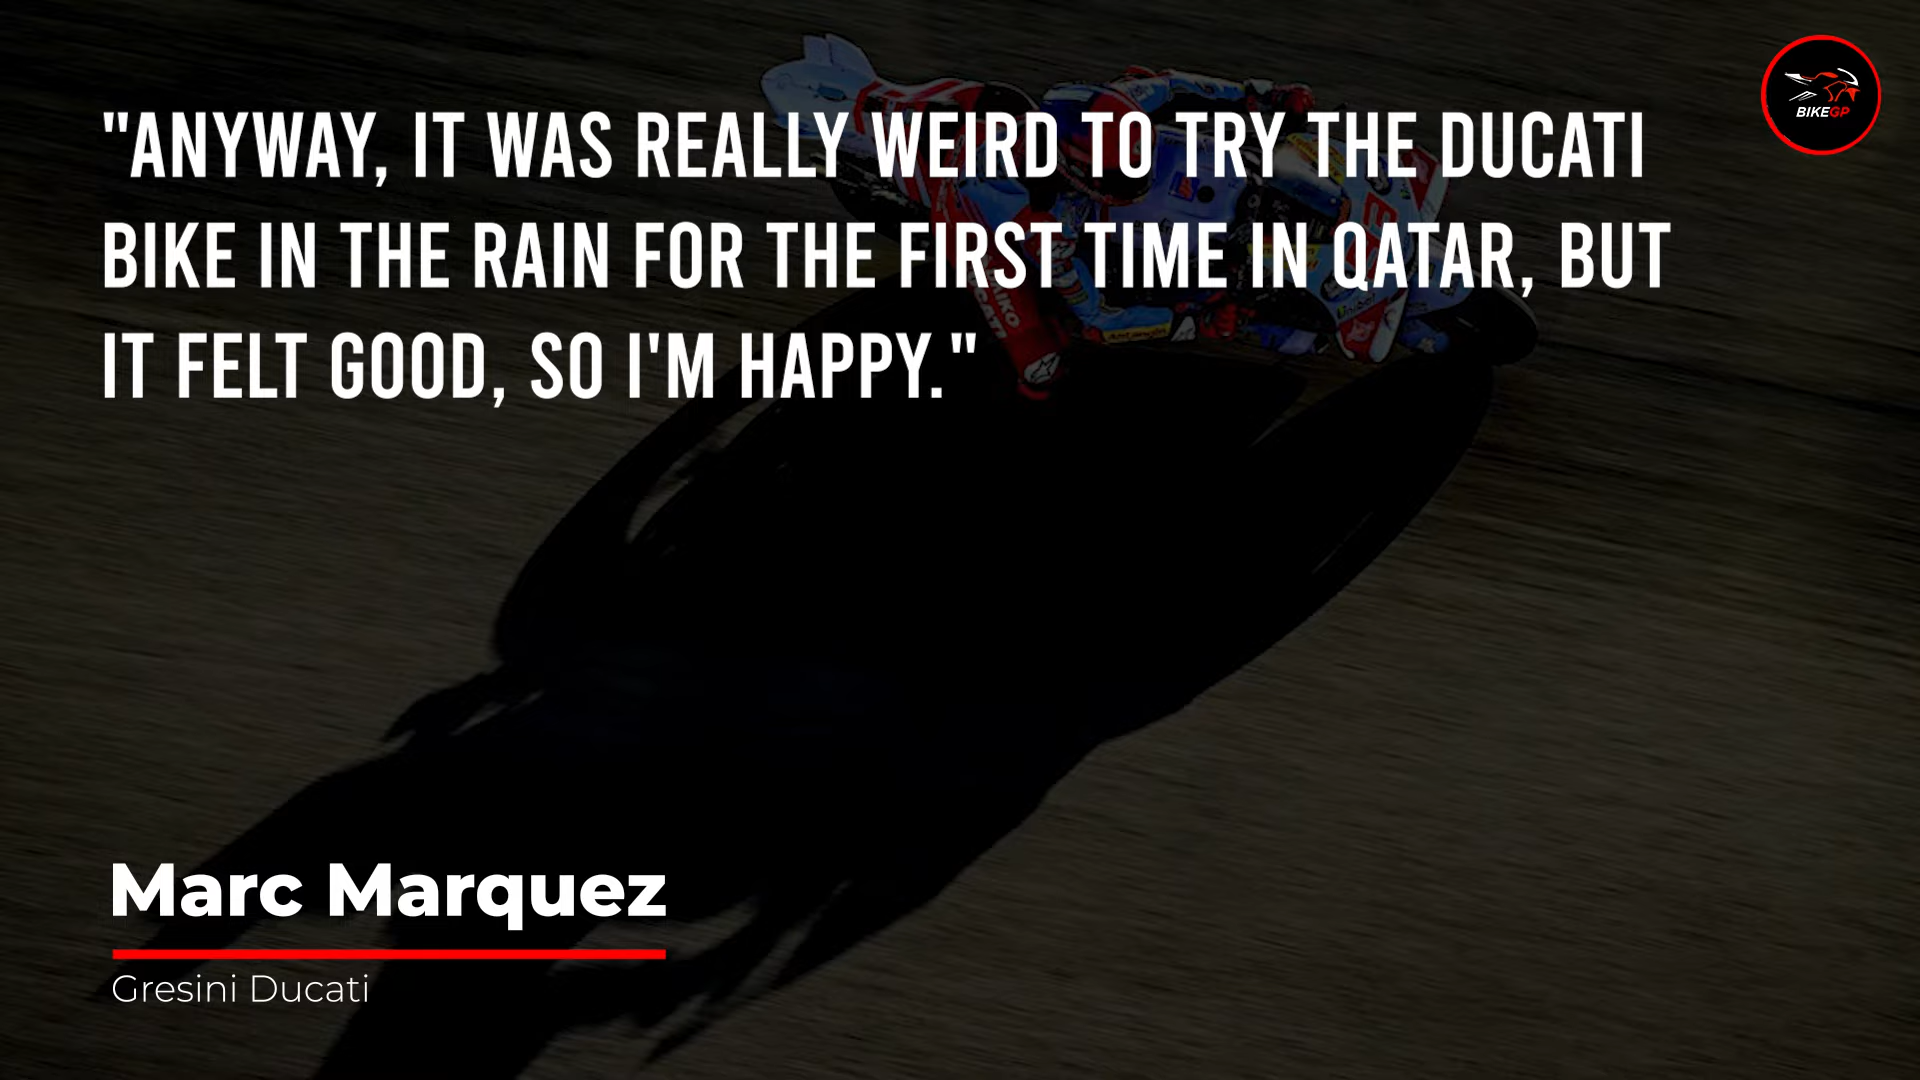 "ANYWAY, IT WAS REALLY WEIRD TO TRY THE DUCATI
BIKE IN THE RAIN FOR THE FIRST TIME IN QATAR, BUT
IT FELT GOOD, SO I'M HAPPY."
BIKEGP
Marc Marquez
Gresini Ducati